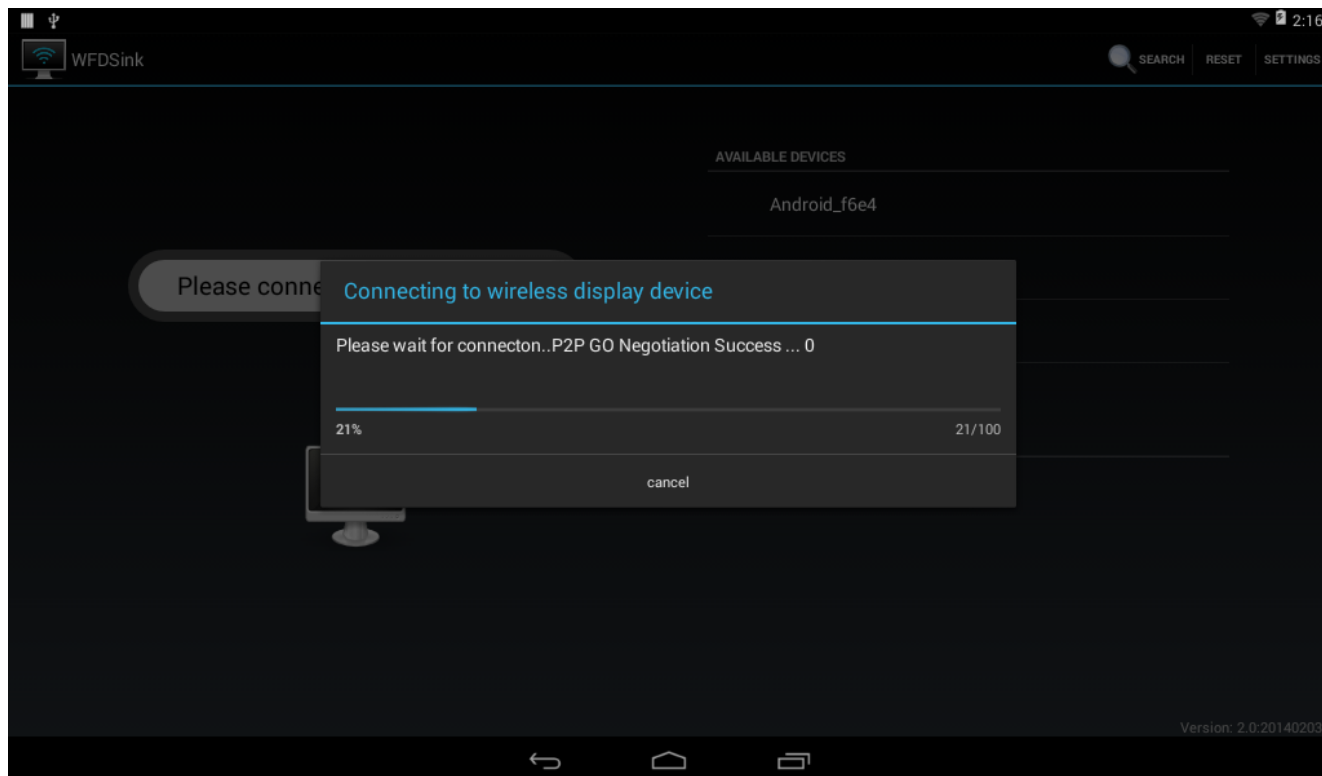 2:16
WFDSink
SEARCH RESET SETTINGS
AVAILABLE DEVICES
Android_f6e4
Please conne
Connecting to wireless display device
Please wait for connecton..P2P GO Negotiation Success ... 0
21% 21/100
cancel
Version: 2.0:20140203